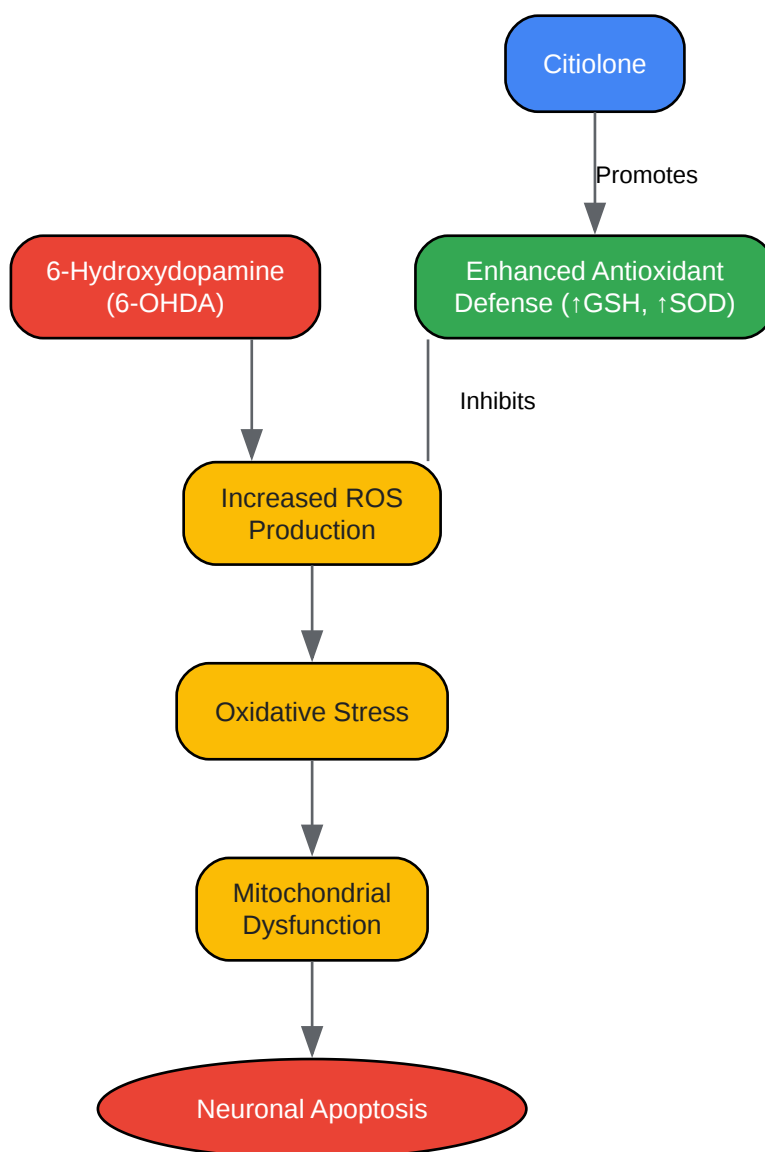 Citiolone
Promotes
6-Hydroxydopamine
(6-OHDA)
Enhanced Antioxidant
Defense (↑GSH, ↑SOD)
Inhibits
Increased ROS
Production
Oxidative Stress
Mitochondrial
Dysfunction
Neuronal Apoptosis